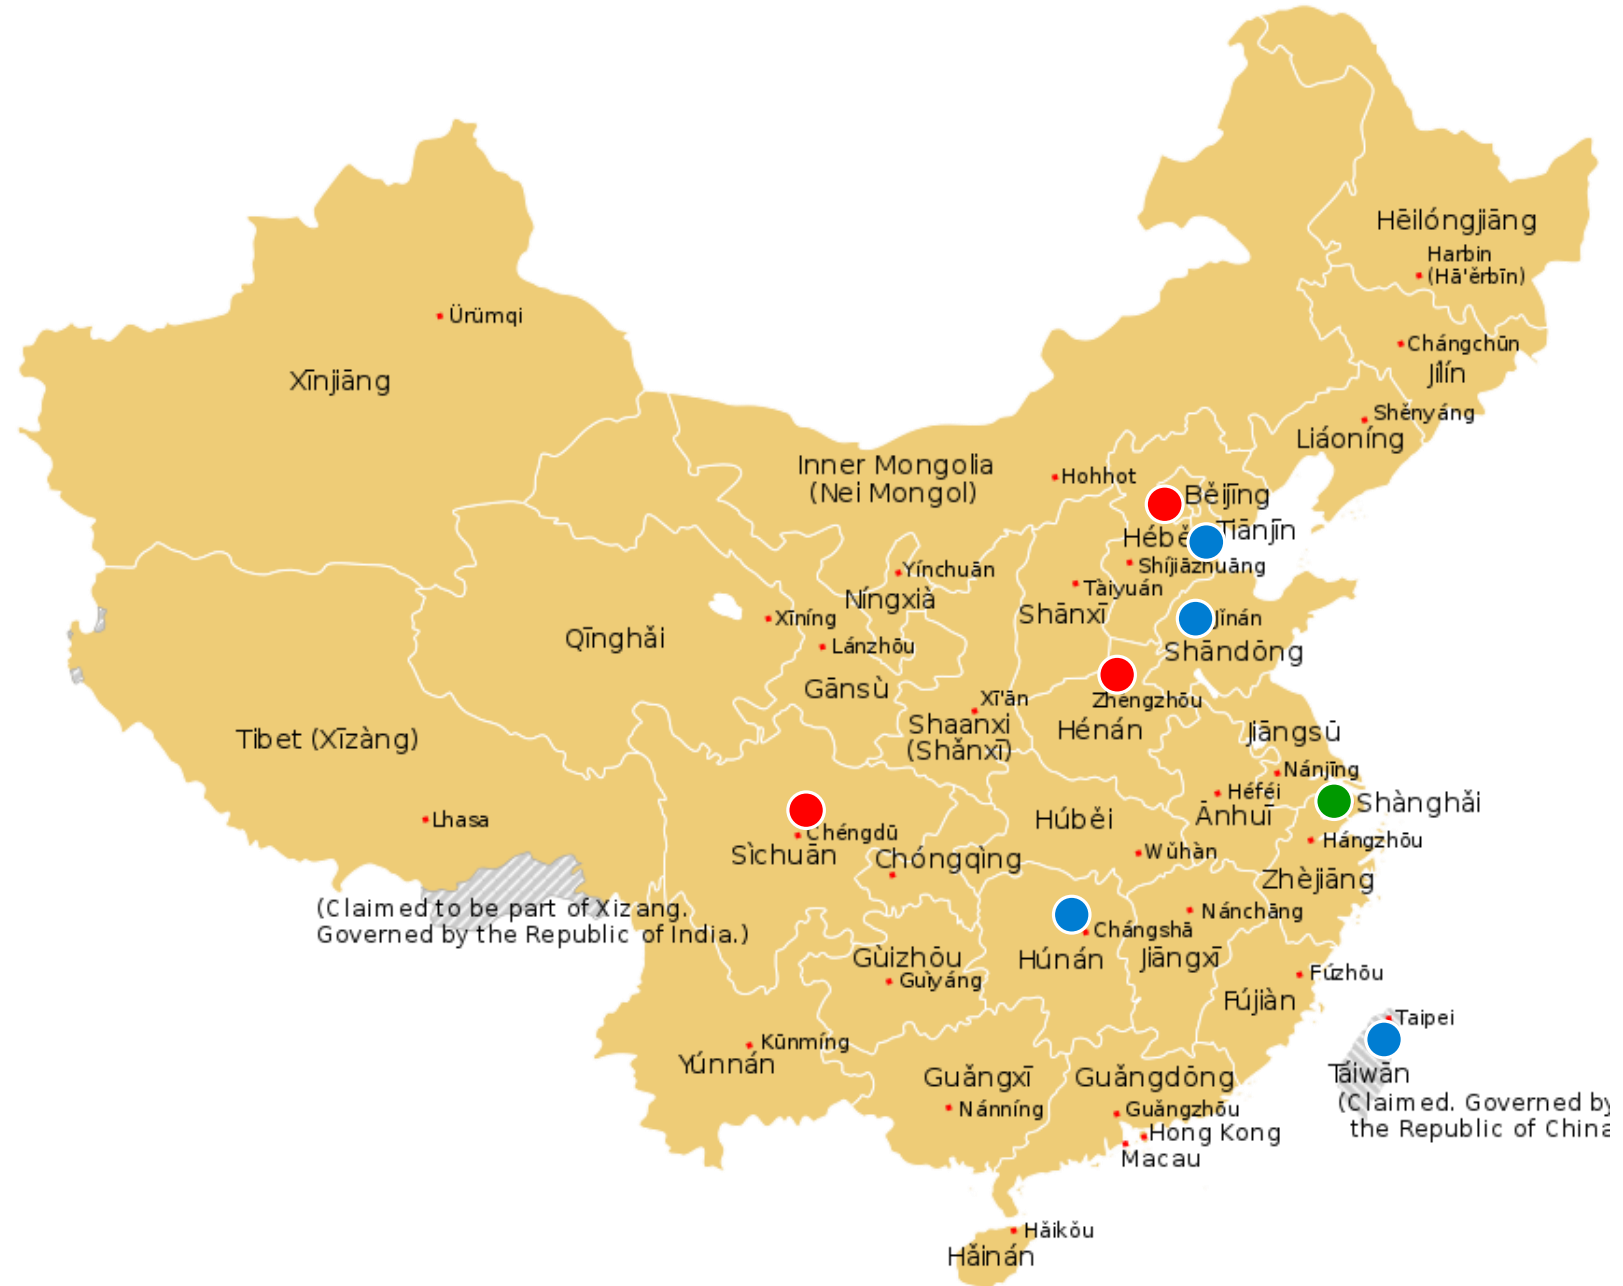 Hēilóngjiāng
Harbin
(Hā'ěrbīn)
Ürümqi
Chángchūn
Jílín
Xīnjiāng
Shěnyáng
Liáoníng
Inner Mongolia
(Nei Mongol)
Hohhot
Běijīng
Tiānjīn
Héběi
Shíjiāzhuāng
Yínchuān
Tàiyuán
Níngxià
Shānxī
Xīníng
Jǐnán
Qīnghǎi
Lánzhōu
Shāndōng
Gānsù
Xī'ān
Zhèngzhōu
Shaanxi
(Shǎnxī)
Hénán
Jiāngsū
Tibet (Xīzàng)
Nánjīng
Héféi
Shànghǎi
Ānhuī
Lhasa
Húběi
Chéngdū
Hángzhōu
Sìchuān
Chóngqìng
Wǔhàn
Zhèjiāng
(Claimed to be part of Xizang.
Governed by the Republic of India.)
Nánchāng
Chángshā
Gùizhōu
Húnán
Jiāngxī
Guìyáng
Fúzhōu
Fújiàn
Taipei
Kūnmíng
Yúnnán
Guǎngxī
Guǎngdōng
Táiwān
(Claimed. Governed by
the Republic of China
Nánníng
Guǎngzhōu
Hong Kong
Macau
Hǎikǒu
Hǎinán